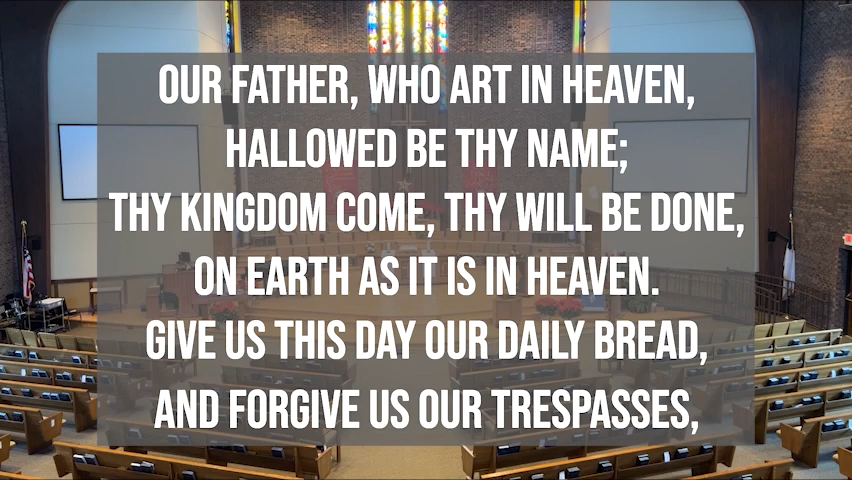 OUR FATHER, WHO ART IN HEAVEN,
HALLOWED BE THY NAME;
THY KINGDOM COME, THY WILL BE DONE,
ON EARTH AS IT IS IN HEAVEN.
GIVE US THIS DAY OUR DAILY BREAD,
AND FORGIVE US OUR TRESPASSES,